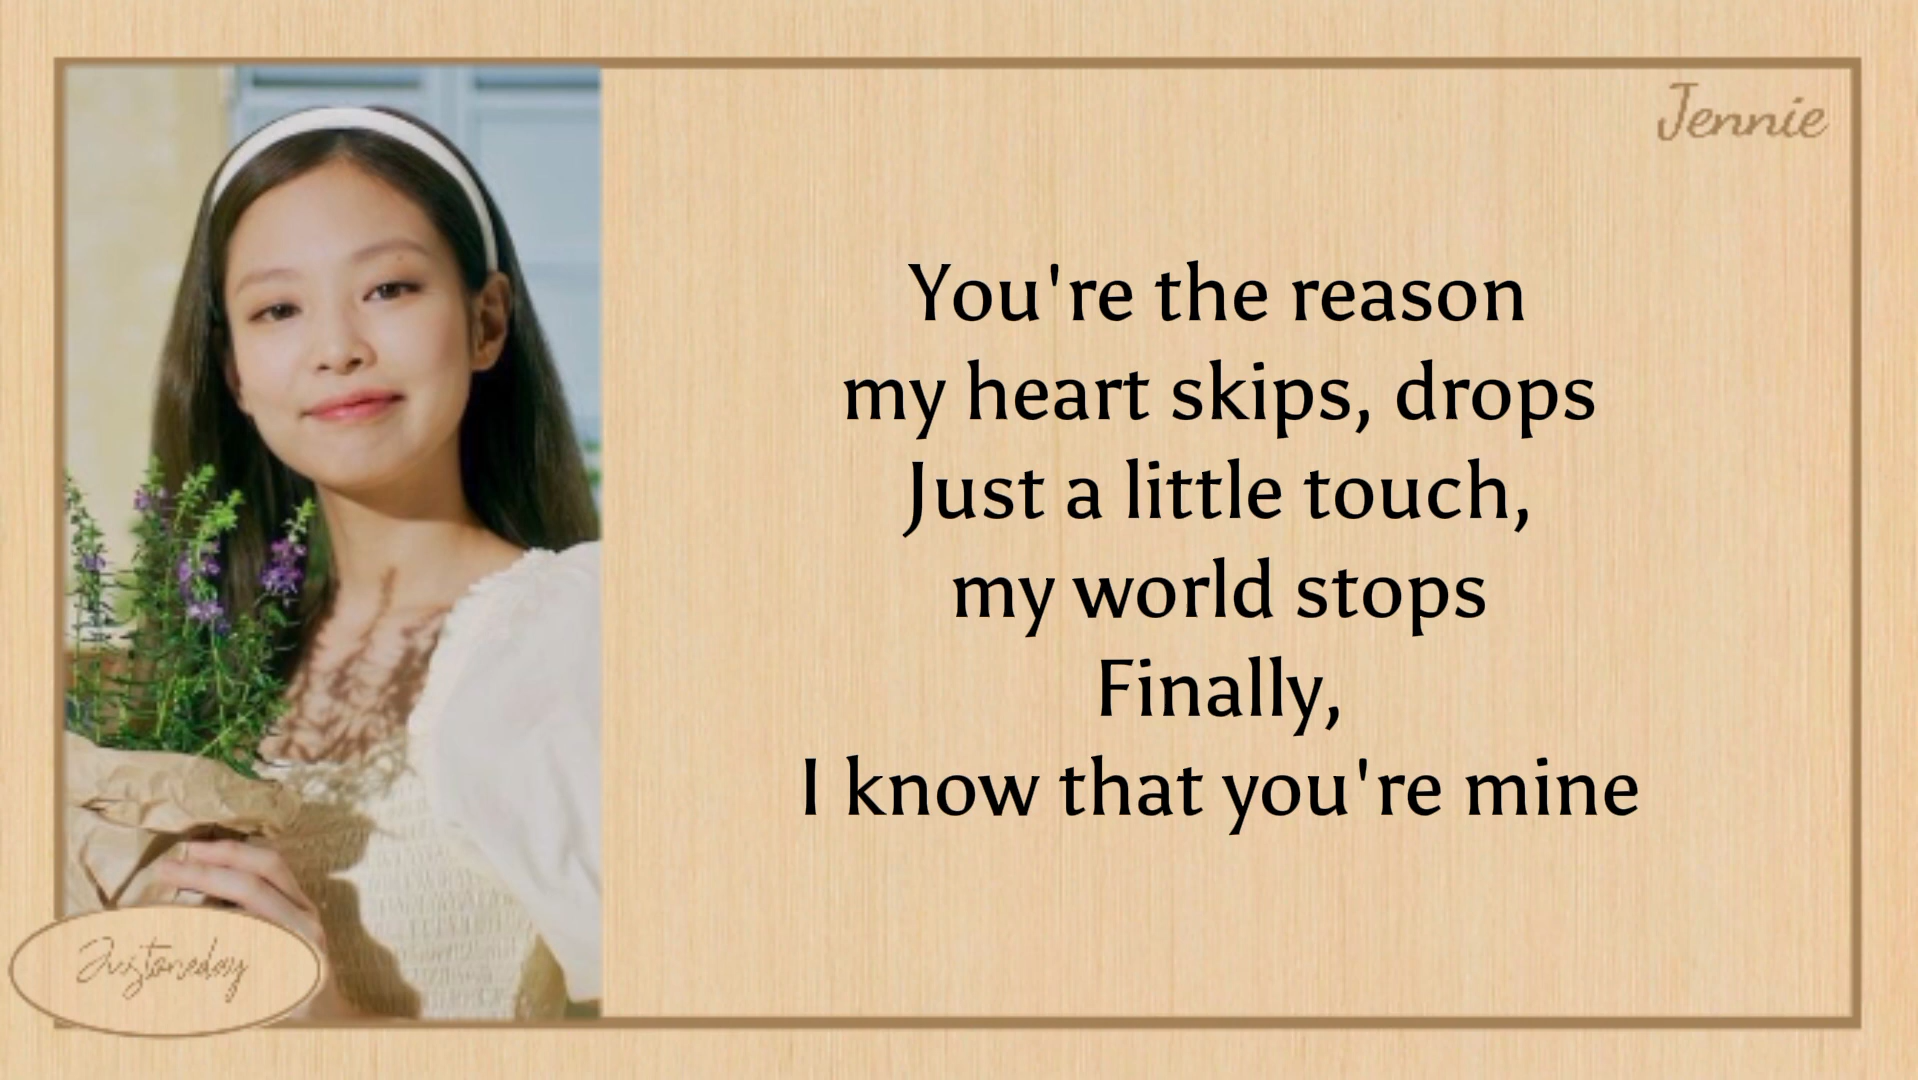 Jennie
You're the reason
my heart skips, drops
Just a little touch,
my world stops
Finally,
I know that you're mine
Justoneday